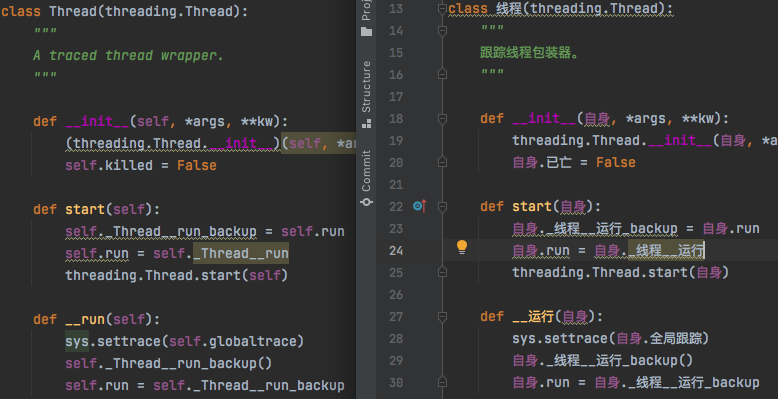 class Thread(threading.Thread):
    """
    A traced thread wrapper.
    """
    def __init__(self, *args, **kw):
        (threading.Thread.__init__)(self, *ar
        self.killed = False
    def start(self):
        self._Thread__run_backup = self.run
        self.run = self._Thread__run
        threading.Thread.start(self)
    def __run(self):
        sys.settrace(self.globaltrace)
        self._Thread__run_backup()
        self.run = self._Thread__run_backup
Structure
Commit
13 class 线程(threading.Thread):
14     """
15     跟踪线程包装器。
16     """
17
18     def __init__(自身, *args, **kw):
19         threading.Thread.__init__(自身, *a
20         自身.已亡 = False
21
22     def start(自身):
23         自身._线程__运行_backup = 自身.run
24         自身.run = 自身._线程__运行
25         threading.Thread.start(自身)
26
27     def __运行(自身):
28         sys.settrace(自身.全局跟踪)
29         自身._线程__运行_backup()
30         自身.run = 自身._线程__运行_backup